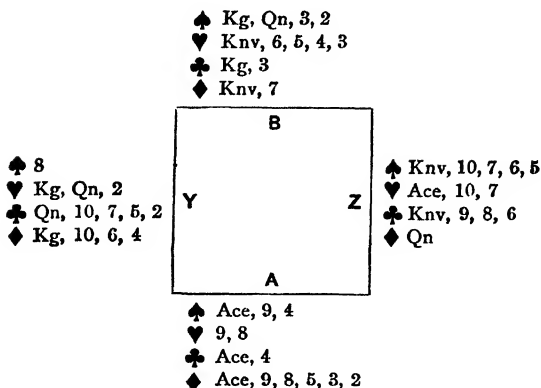 ♠ Kg, Qn, 3, 2
♥ Knv, 6, 5, 4, 3
♣ Kg, 3
♦ Knv, 7
B
♠ 8
♥ Kg, Qn, 2
♣ Qn, 10, 7, 5, 2
♦ Kg, 10, 6, 4
Y
Z
♠ Knv, 10, 7, 6, 5
♥ Ace, 10, 7
♣ Knv, 9, 8, 6
♦ Qn
A
♠ Ace, 9, 4
♥ 9, 8
♣ Ace, 4
♦ Ace, 9, 8, 5, 3, 2